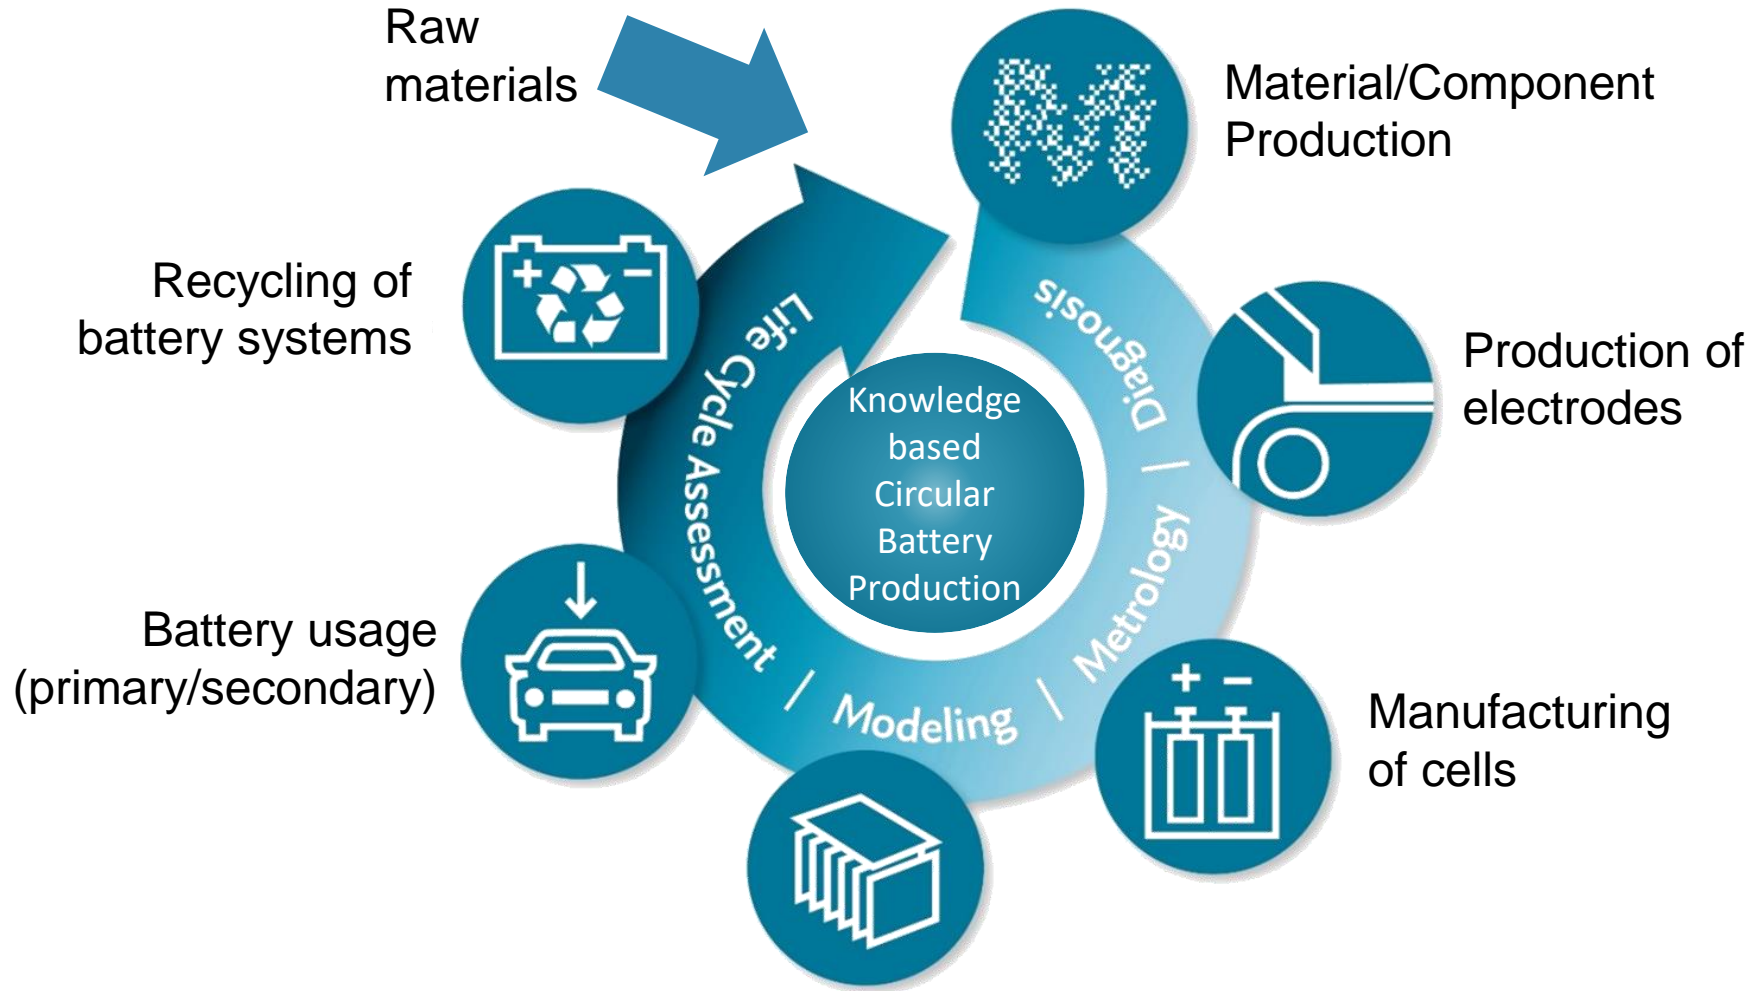 Raw
materials
Material/Component
Production
Recycling of
battery systems
Production of
electrodes
Battery usage
(primary/secondary)
Manufacturing
of cells
Knowledge
based
Circular
Battery
Production
Life Cycle Assessment | Modeling | Metrology | Diagnosis
+ −
+ −